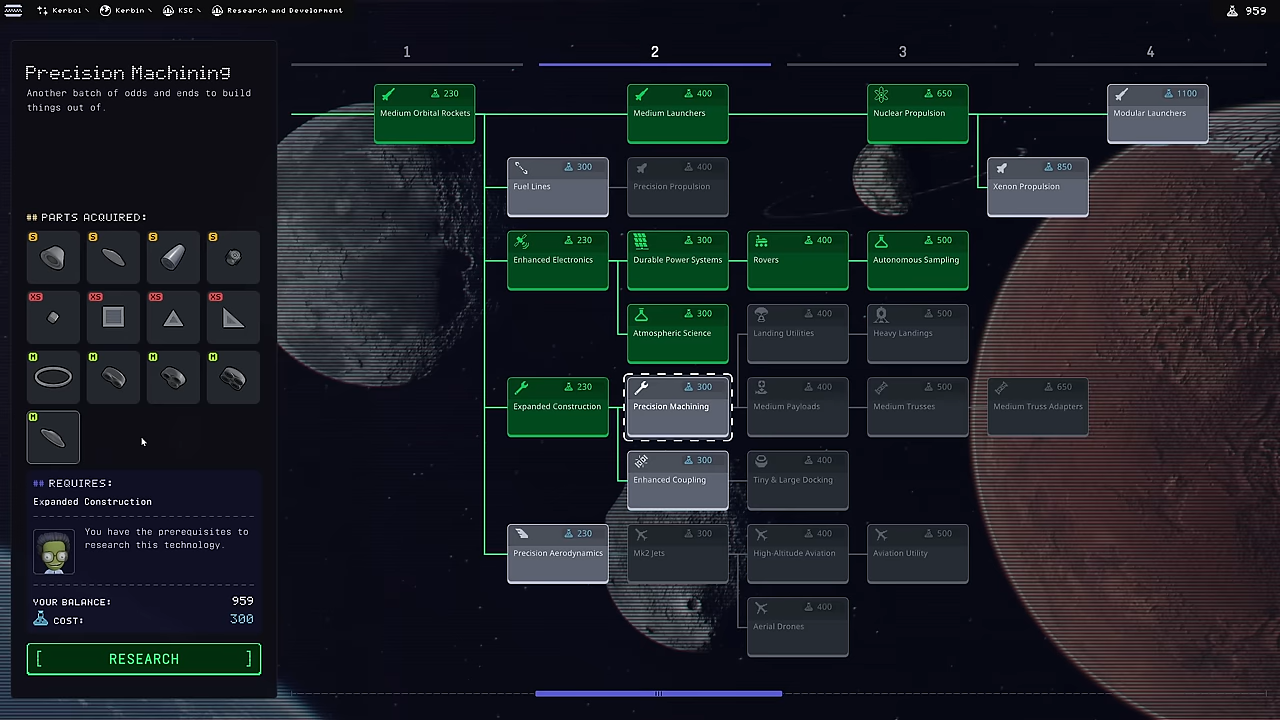 Kerbol
Kerbin
KSC
Research and Development
959
1
2
3
4
Precision Machining
Another batch of odds and ends to build
things out of.
## PARTS ACQUIRED:
S
S
S
S
XS
XS
XS
XS
M
M
M
M
M
## REQUIRES:
Expanded Construction
You have the prerequisites to
research this technology.
YOUR BALANCE:
959
COST:
300
[ RESEARCH ]
230
Medium Orbital Rockets
400
Medium Launchers
650
Nuclear Propulsion
1100
Modular Launchers
300
Fuel Lines
400
Precision Propulsion
850
Xenon Propulsion
230
Enhanced Electronics
300
Durable Power Systems
400
Rovers
500
Autonomous Sampling
300
Atmospheric Science
400
Landing Utilities
500
Heavy Landings
230
Expanded Construction
300
Precision Machining
400
Medium Payloads
500
Medium Trusses
650
Medium Truss Adapters
300
Enhanced Coupling
400
Tiny & Large Docking
230
Precision Aerodynamics
300
Mk2 Jets
400
High-Altitude Aviation
500
Aviation Utility
400
Aerial Drones